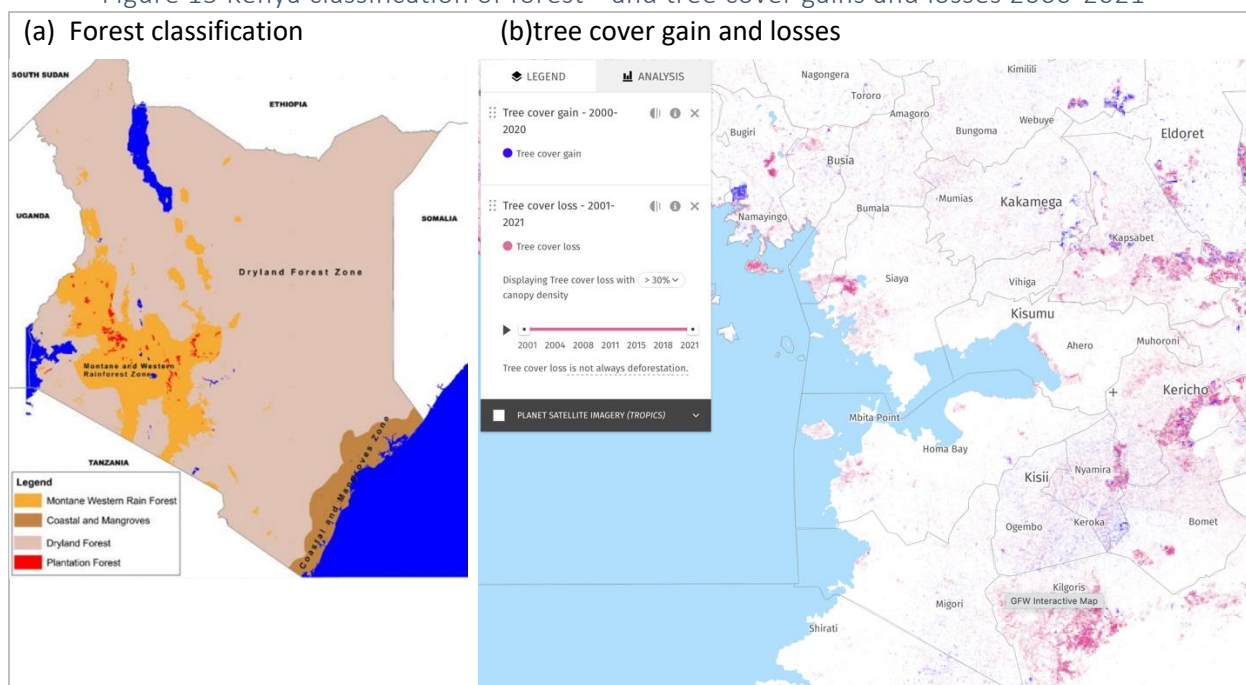 Kenya classification of forest and tree cover gains and losses
(a) Forest classification
SOUTH SUDAN
ETHIOPIA
UGANDA
SOMALIA
Dryland Forest Zone
Montane and Western
Rainforest Zone
TANZANIA
Coastal and Mangroves Zone
Legend
Montane Western Rain Forest
Coastal and Mangroves
Dryland Forest
Plantation Forest
(b)tree cover gain and losses
LEGEND
ANALYSIS
Tree cover gain - 2000-
2020
Tree cover gain
Tree cover loss - 2001-
2021
Tree cover loss
Displaying Tree cover loss with > 30%
canopy density
2001 2004 2008 2011 2015 2018 2021
Tree cover loss is not always deforestation.
PLANET SATELLITE IMAGERY (TROPICS)
Nagongera
Kimilili
Tororo
Amagoro
Webuye
Bugiri
Bungoma
Eldoret
Busia
Mumias
Kakamega
Namayingo
Bumala
Kapsabet
Siaya
Vihiga
Kisumu
Ahero
Muhoroni
Kericho
Mbita Point
Homa Bay
Nyamira
Kisii
Ogembo
Keroka
Bomet
Kilgoris
GFW Interactive Map
Migori
Shirati